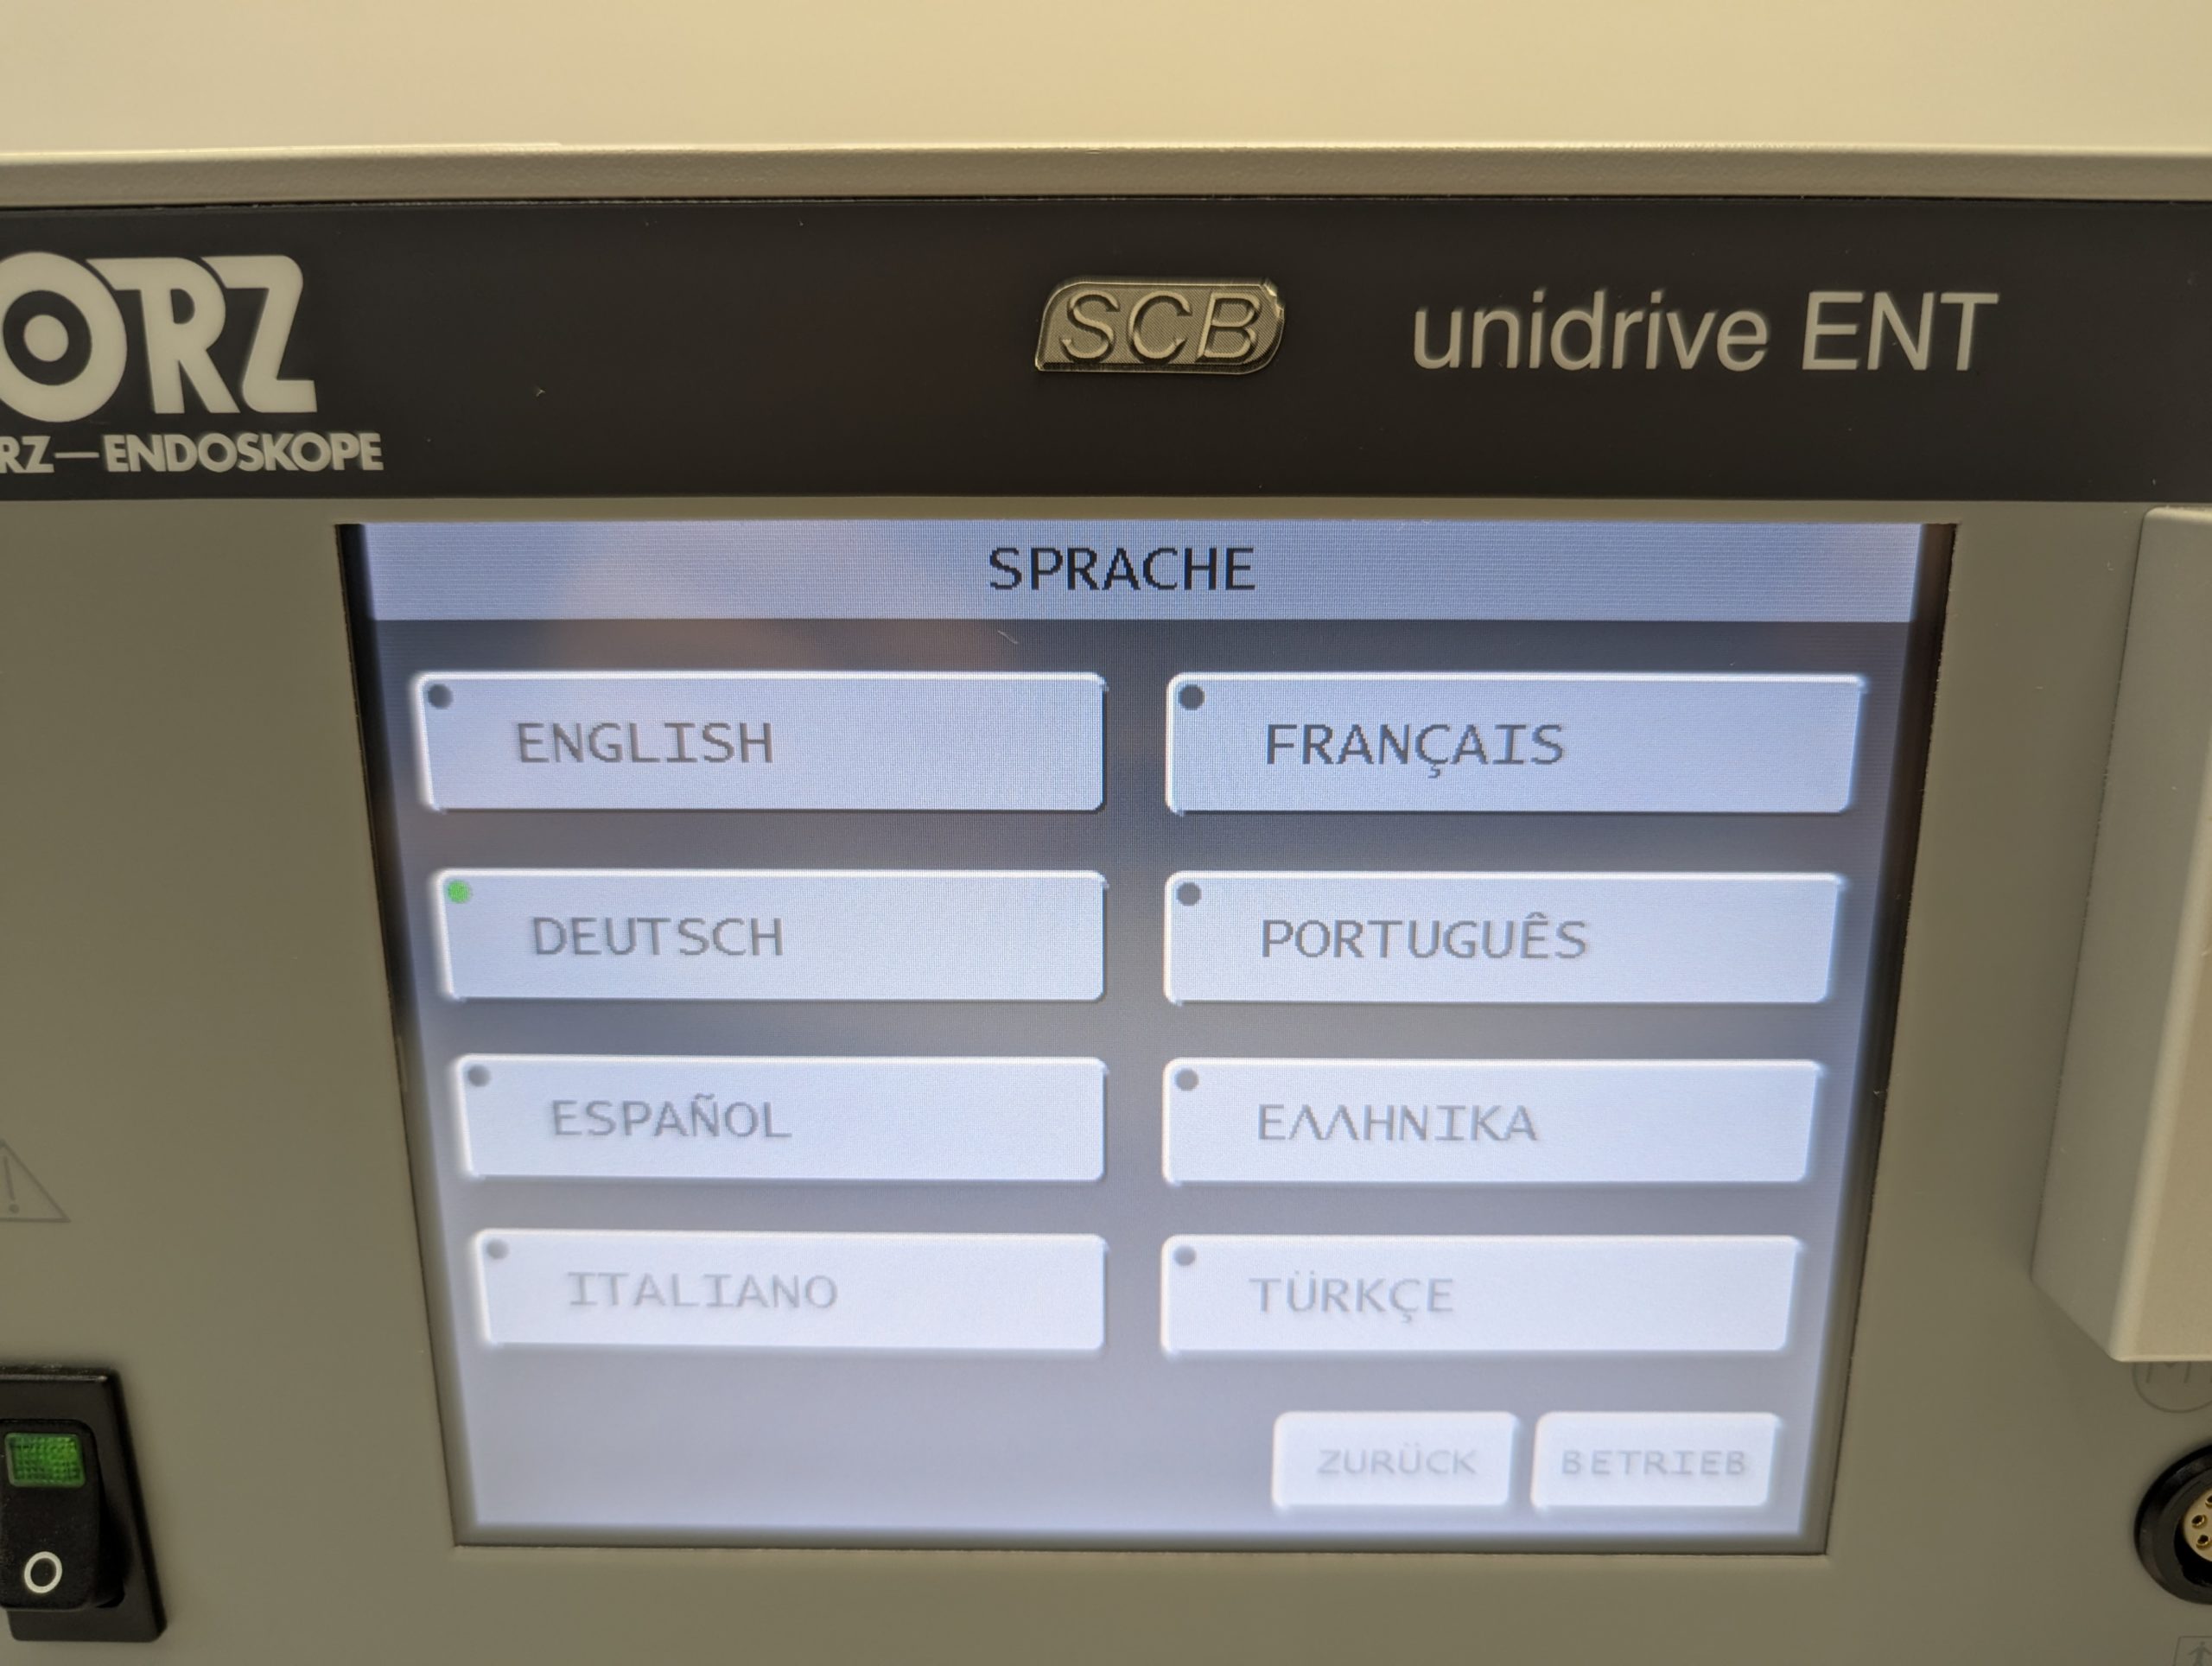 ORZ
RZ—ENDOSKOPE
SCB
unidrive ENT
SPRACHE
ENGLISH
FRANÇAIS
DEUTSCH
PORTUGUÊS
ESPAÑOL
ΕΛΛΗΝΙΚΑ
ITALIANO
TÜRKÇE
ZURÜCK
BETRIEB
O